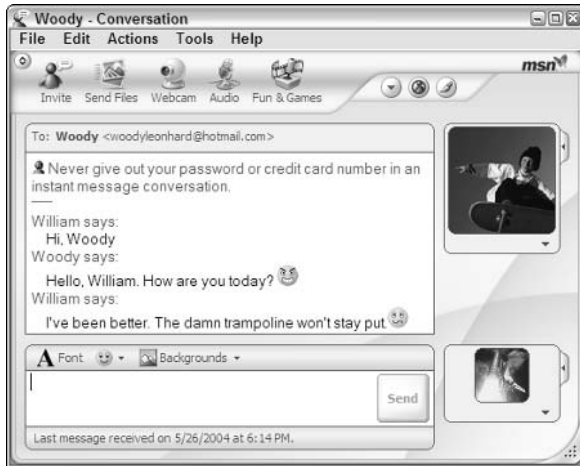 Woody - Conversation
File Edit Actions Tools Help
msn
Invite Send Files Webcam Audio Fun & Games
To: Woody <woodyleonhard@hotmail.com>
Never give out your password or credit card number in an
instant message conversation.
William says:
Hi, Woody
Woody says:
Hello, William. How are you today?
William says:
I've been better. The damn trampoline won't stay put.
A Font Backgrounds
Send
Last message received on 5/26/2004 at 6:14 PM.